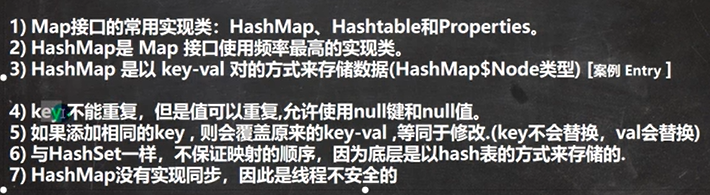 1) Map接口的常用实现类：HashMap、Hashtable和Properties。
2) HashMap是 Map 接口使用频率最高的实现类。
3) HashMap 是以 key-val 对的方式来存储数据(HashMap$Node类型) [案例 Entry ]
4) key 不能重复，但是值可以重复,允许使用null键和null值。
5) 如果添加相同的key , 则会覆盖原来的key-val ,等同于修改.(key不会替换，val会替换)
6) 与HashSet一样，不保证映射的顺序，因为底层是以hash表的方式来存储的.
7) HashMap没有实现同步，因此是线程不安全的